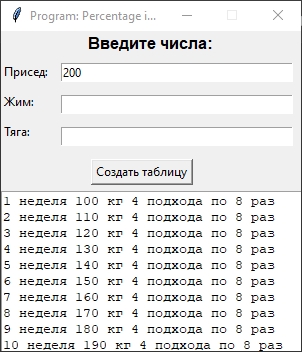 Program: Percentage i...
Введите числа:
Присед: 200
Жим:
Тяга:
Создать таблицу
1 неделя 100 кг 4 подхода по 8 раз
2 неделя 110 кг 4 подхода по 8 раз
3 неделя 120 кг 4 подхода по 8 раз
4 неделя 130 кг 4 подхода по 8 раз
5 неделя 140 кг 4 подхода по 8 раз
6 неделя 150 кг 4 подхода по 8 раз
7 неделя 160 кг 4 подхода по 8 раз
8 неделя 170 кг 4 подхода по 8 раз
9 неделя 180 кг 4 подхода по 8 раз
10 неделя 190 кг 4 подхода по 8 раз